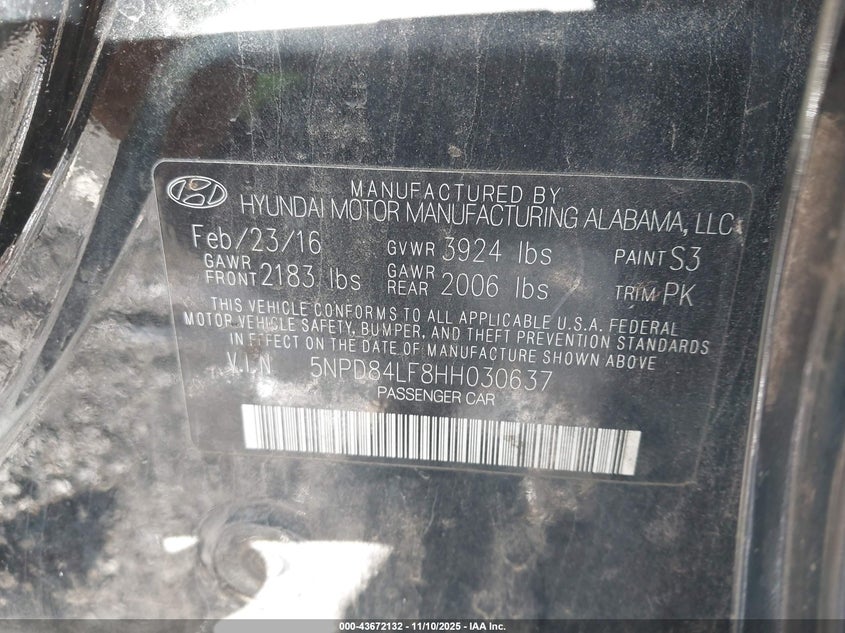 MANUFACTURED BY
HYUNDAI MOTOR MANUFACTURING ALABAMA, LLC
Feb/23/16 GVWR 3924 lbs PAINT S3
GAWR FRONT 2183 lbs GAWR REAR 2006 lbs TRIM PK
THIS VEHICLE CONFORMS TO ALL APPLICABLE U.S.A. FEDERAL
MOTOR VEHICLE SAFETY, BUMPER, AND THEFT PREVENTION STANDARDS
IN EFFECT ON THE DATE OF MANUFACTURE SHOWN ABOVE
V.I.N 5NPD84LF8HH030637
PASSENGER CAR
000-43672132 - 11/10/2025 - IAA Inc.